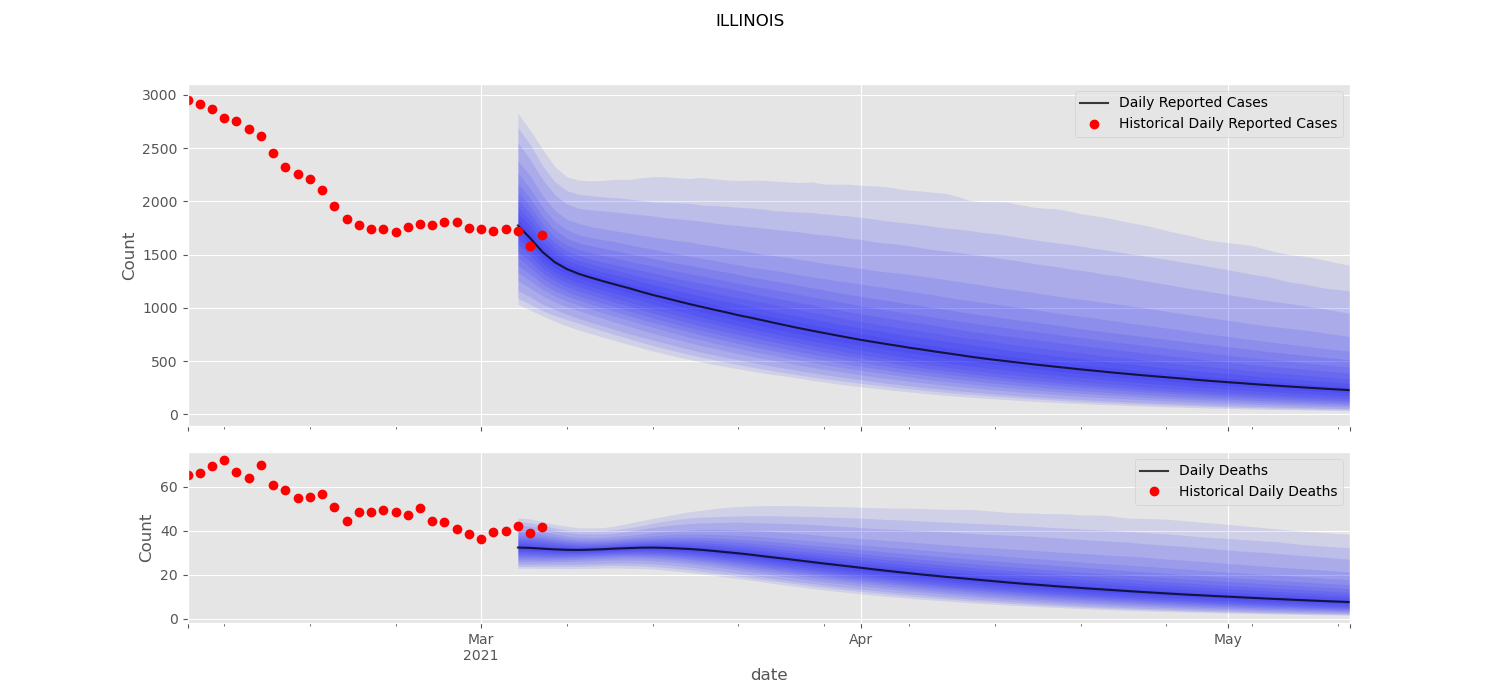 ILLINOIS
3000
2500
2000
1500
1000
500
0
Count
Daily Reported Cases
Historical Daily Reported Cases
60
40
20
0
Count
Daily Deaths
Historical Daily Deaths
Mar
2021
Apr
May
date